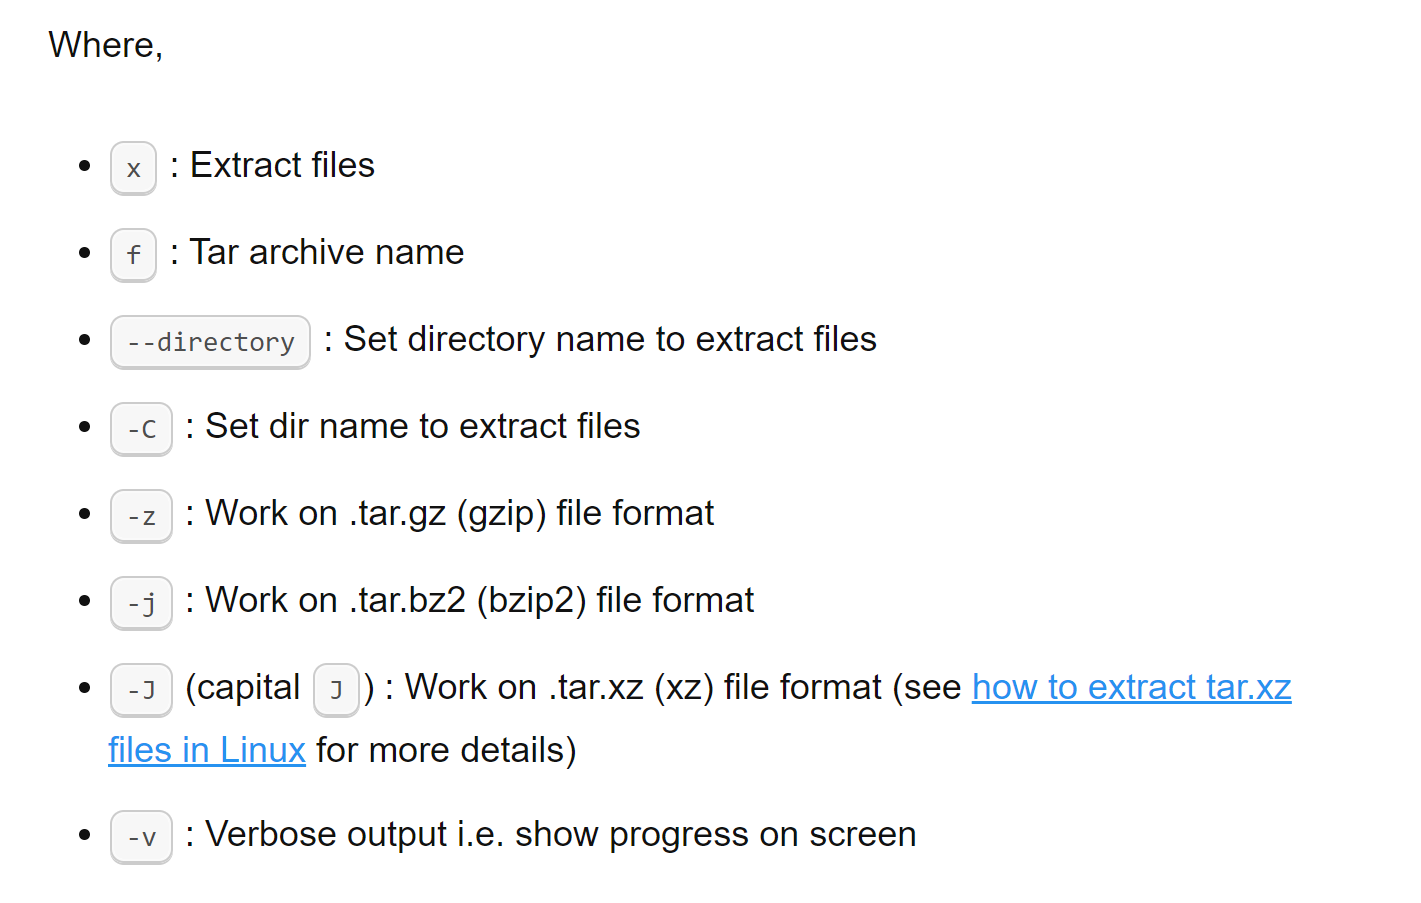 Where,
• x : Extract files
• f : Tar archive name
• --directory : Set directory name to extract files
• -C : Set dir name to extract files
• -z : Work on .tar.gz (gzip) file format
• -j : Work on .tar.bz2 (bzip2) file format
• -J (capital J) : Work on .tar.xz (xz) file format (see how to extract tar.xz
files in Linux for more details)
• -v : Verbose output i.e. show progress on screen